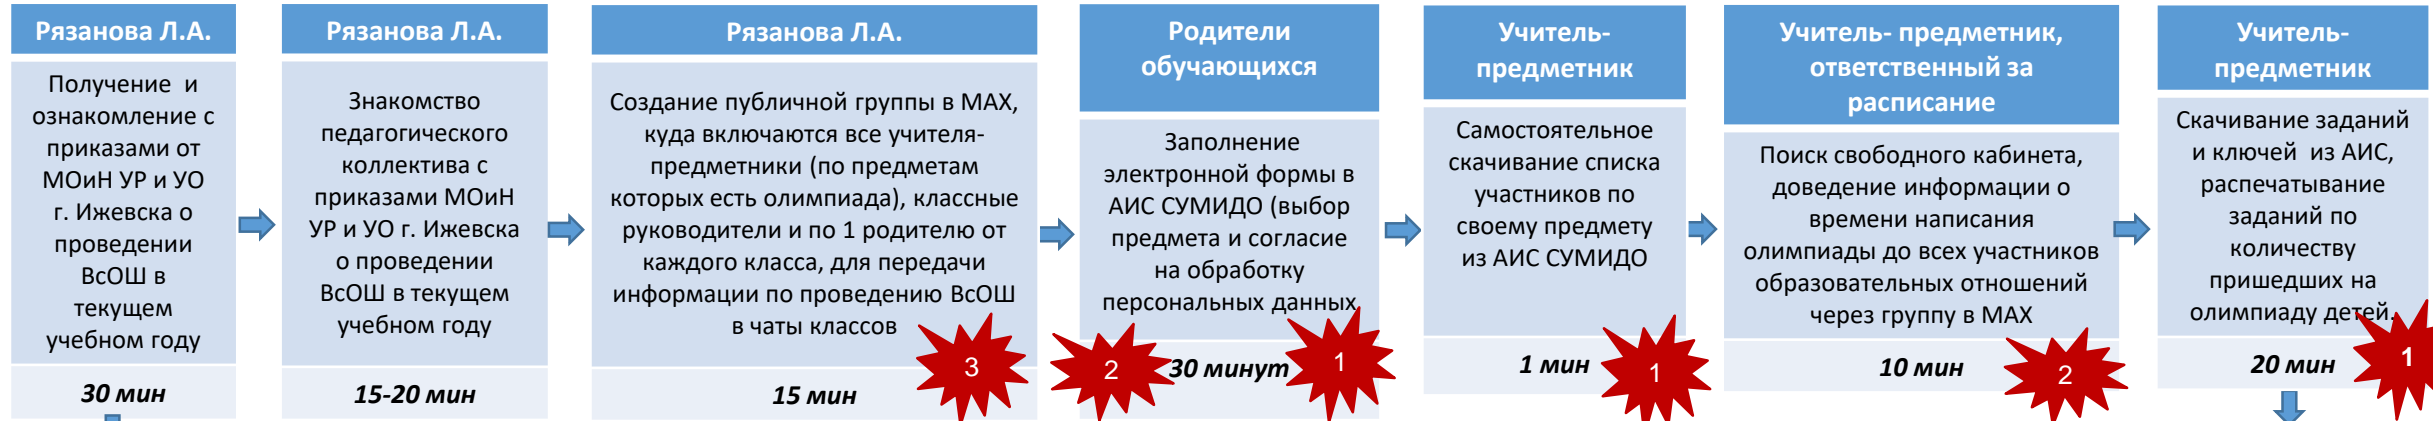 Рязанова Л.А.
Получение и
ознакомление с
приказами от
МОиН УР и УО
г. Ижевска о
проведении
ВсОШ в
текущем
учебном году
30 мин
Рязанова Л.А.
Знакомство
педагогического
коллектива с
приказами МОиН
УР и УО г. Ижевска
о проведении
ВсОШ в текущем
учебном году
15-20 мин
Рязанова Л.А.
Создание публичной группы в МАХ,
куда включаются все учителя-
предметники (по предметам
которых есть олимпиада), классные
руководители и по 1 родителю от
каждого класса, для передачи
информации по проведению ВсОШ
в чаты классов
3
15 мин
Родители
обучающихся
Заполнение
электронной формы в
АИС СУМИДО (выбор
предмета и согласие
на обработку
персональных данных
2
30 минут
1
Учитель-
предметник
Самостоятельное
скачивание списка
участников по
своему предмету
из АИС СУМИДО
1 мин
1
Учитель- предметник,
ответственный за
расписание
Поиск свободного кабинета,
доведение информации о
времени написания
олимпиады до всех участников
образовательных отношений
через группу в МАХ
10 мин
2
Учитель-
предметник
Скачивание заданий
и ключей из АИС,
распечатывание
заданий по
количеству
пришедших на
олимпиаду детей.
20 мин
1